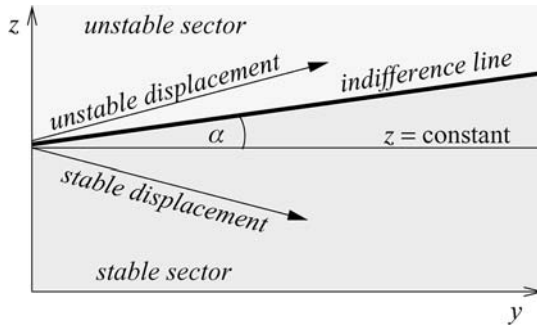 z
unstable sector
unstable displacement
indifference line
α
z = constant
stable displacement
stable sector
y